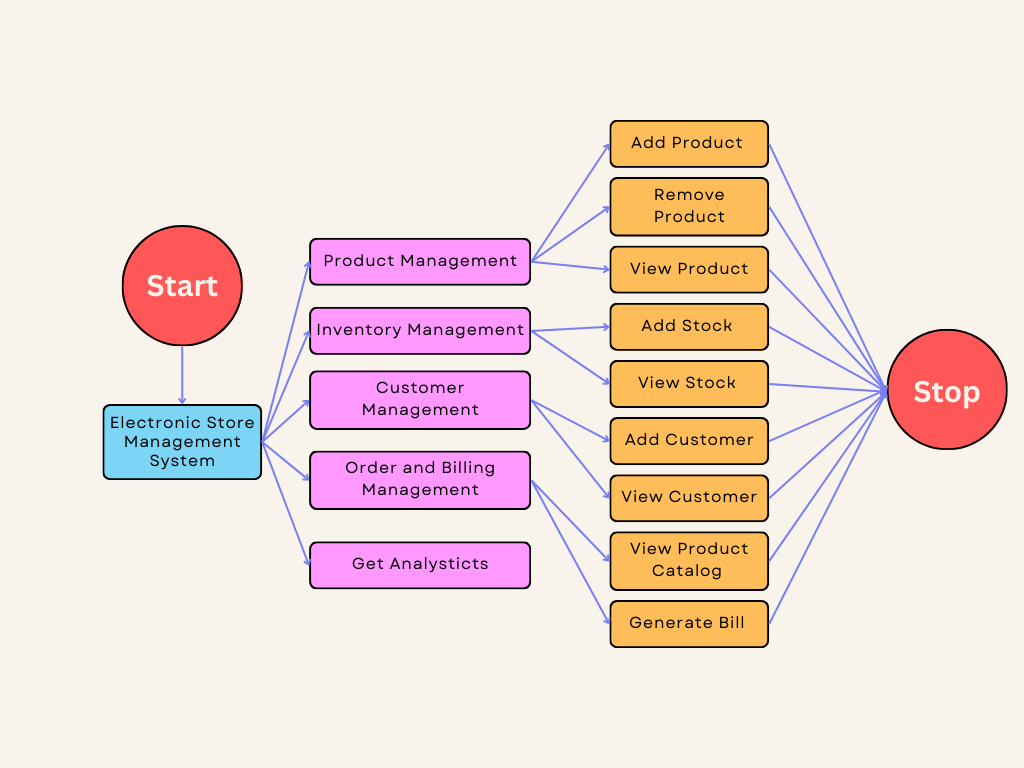 Start
Electronic Store
Management
System
Product Management
Inventory Management
Customer
Management
Order and Billing
Management
Get Analysticts
Add Product
Remove
Product
View Product
Add Stock
View Stock
Add Customer
View Customer
View Product
Catalog
Generate Bill
Stop